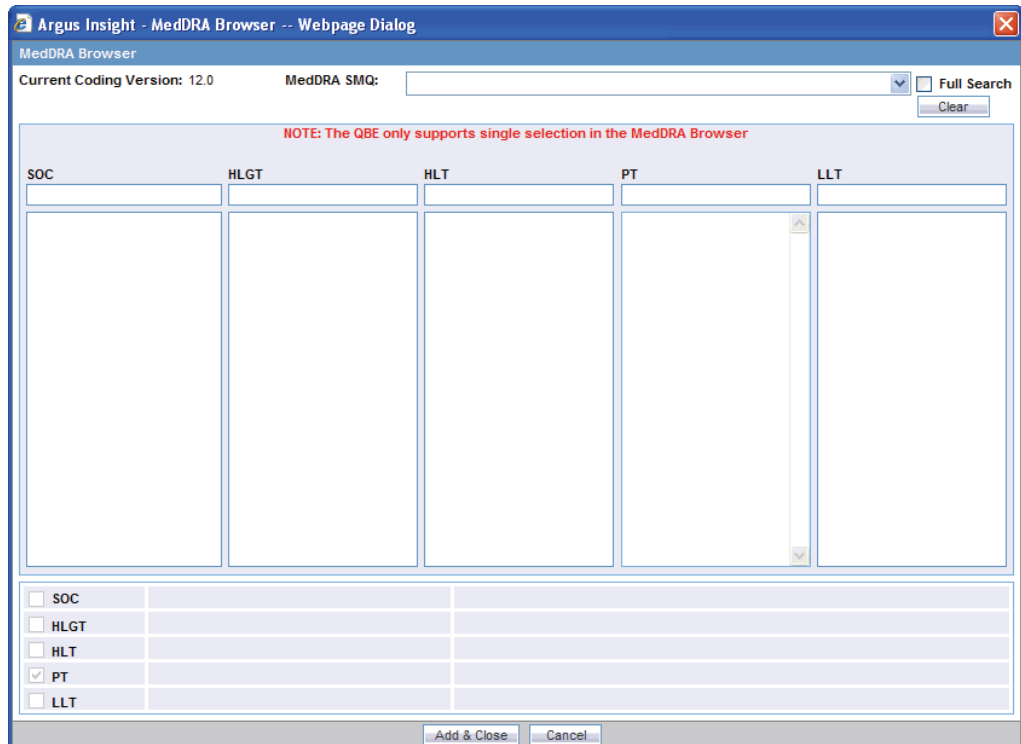 Argus Insight - MedDRA Browser -- Webpage Dialog
MedDRA Browser
Current Coding Version: 12.0 MedDRA SMQ: Full Search
Clear
NOTE: The QBE only supports single selection in the MedDRA Browser
SOC HLGT HLT PT LLT
SOC
HLGT
HLT
PT
LLT
Add & Close Cancel